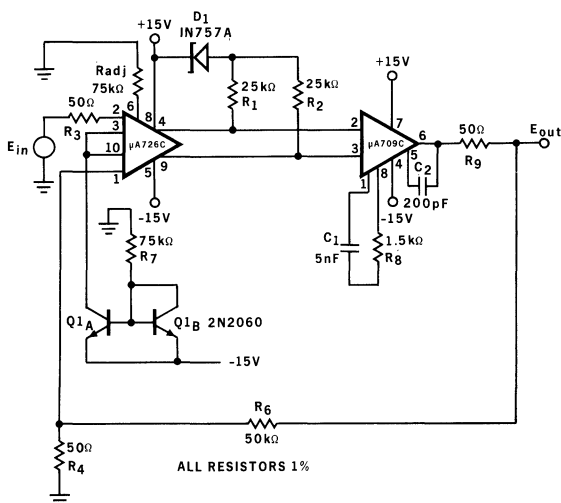 +15V
D1
IN757A
+15V
Radj
75kΩ
25kΩ
R1
25kΩ
R2
50Ω
R3
Ein
2
3
10
1
6
8
4
5
9
μA726C
-15V
2
3
7
6
5
4
8
1
μA709C
50Ω
R9
Eout
C2
200pF
-15V
C1
5nF
1.5kΩ
R8
75kΩ
R7
Q1A
Q1B 2N2060
-15V
R6
50kΩ
50Ω
R4
ALL RESISTORS 1%